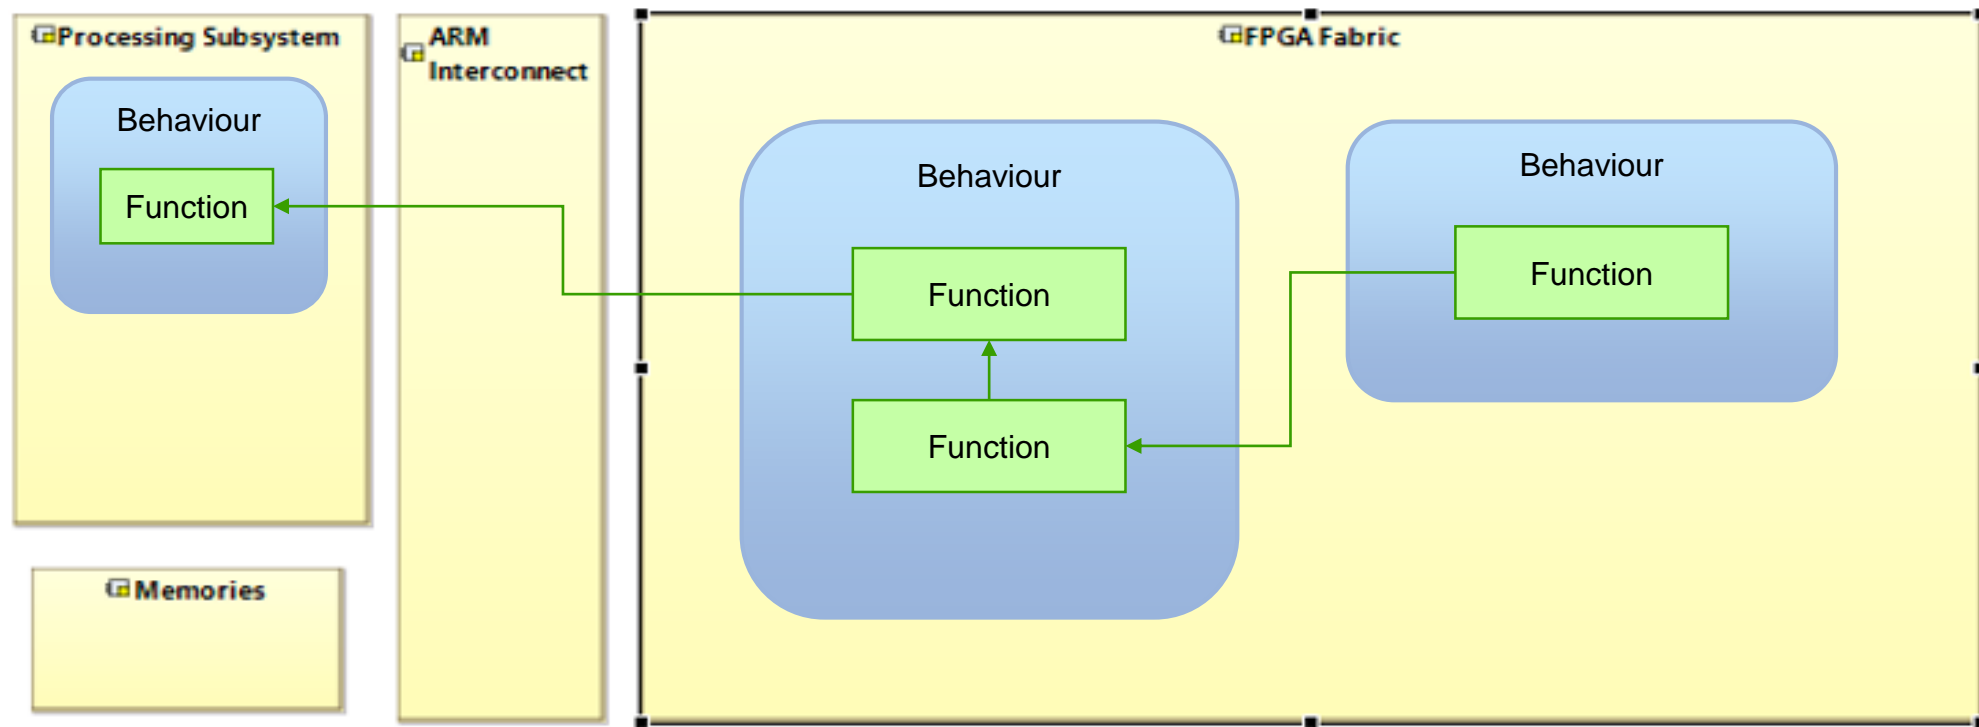 Processing Subsystem
ARM
Interconnect
FPGA Fabric
Behaviour
Function
Behaviour
Function
Function
Behaviour
Function
Memories